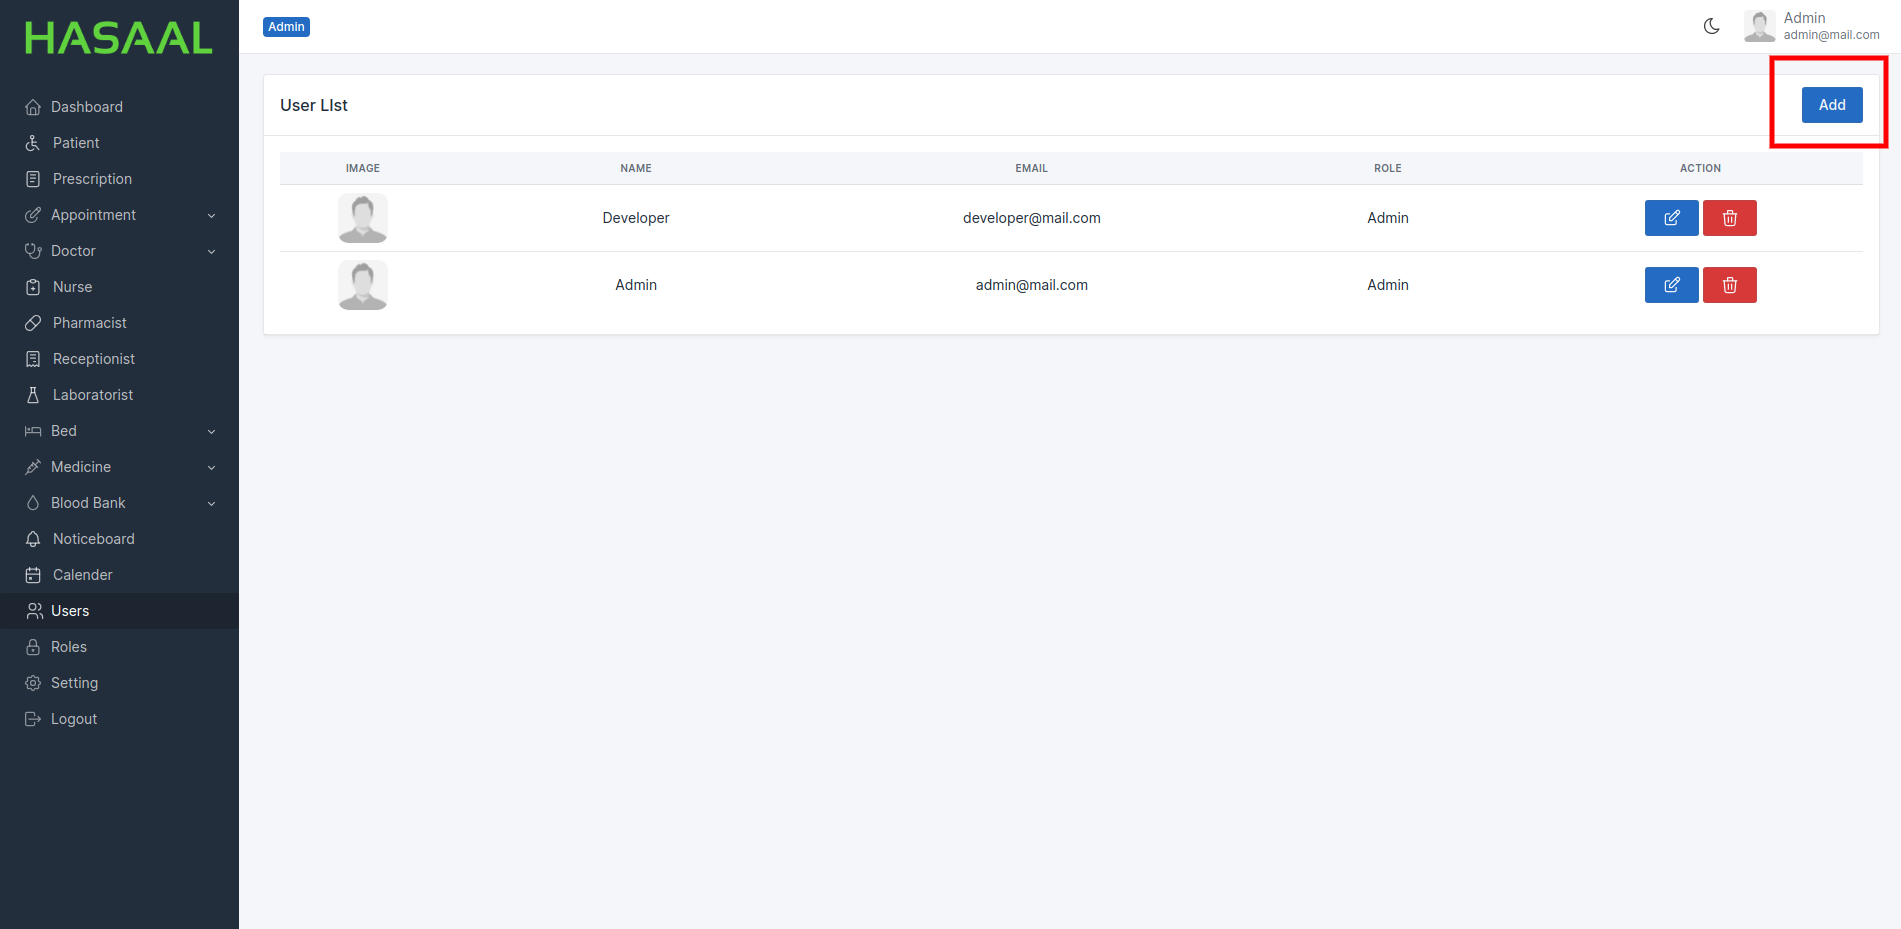 HASAAL
Dashboard
Patient
Prescription
Appointment
Doctor
Nurse
Pharmacist
Receptionist
Laboratorist
Bed
Medicine
Blood Bank
Noticeboard
Calender
Users
Roles
Setting
Logout
Admin
Admin
admin@mail.com
User LIst
Add
IMAGE NAME EMAIL ROLE ACTION
Developer developer@mail.com Admin
Admin admin@mail.com Admin